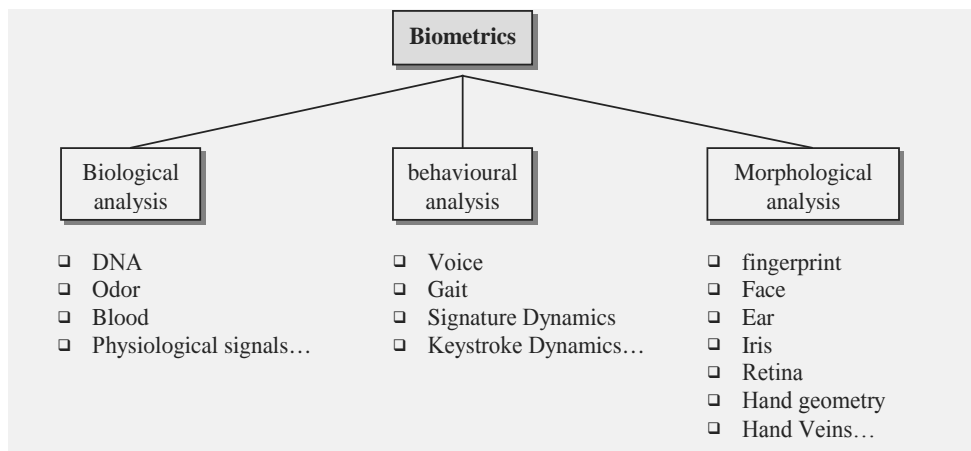 Biometrics
Biological
analysis
behavioural
analysis
Morphological
analysis
❑ DNA
❑ Odor
❑ Blood
❑ Physiological signals…
❑ Voice
❑ Gait
❑ Signature Dynamics
❑ Keystroke Dynamics…
❑ fingerprint
❑ Face
❑ Ear
❑ Iris
❑ Retina
❑ Hand geometry
❑ Hand Veins…